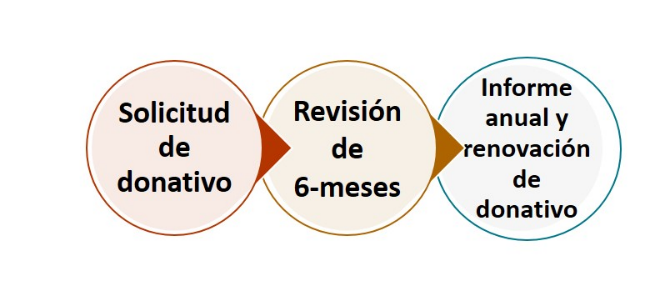 Solicitud
de
donativo
Revisión
de
6-meses
Informe
anual y
renovación
de
donativo